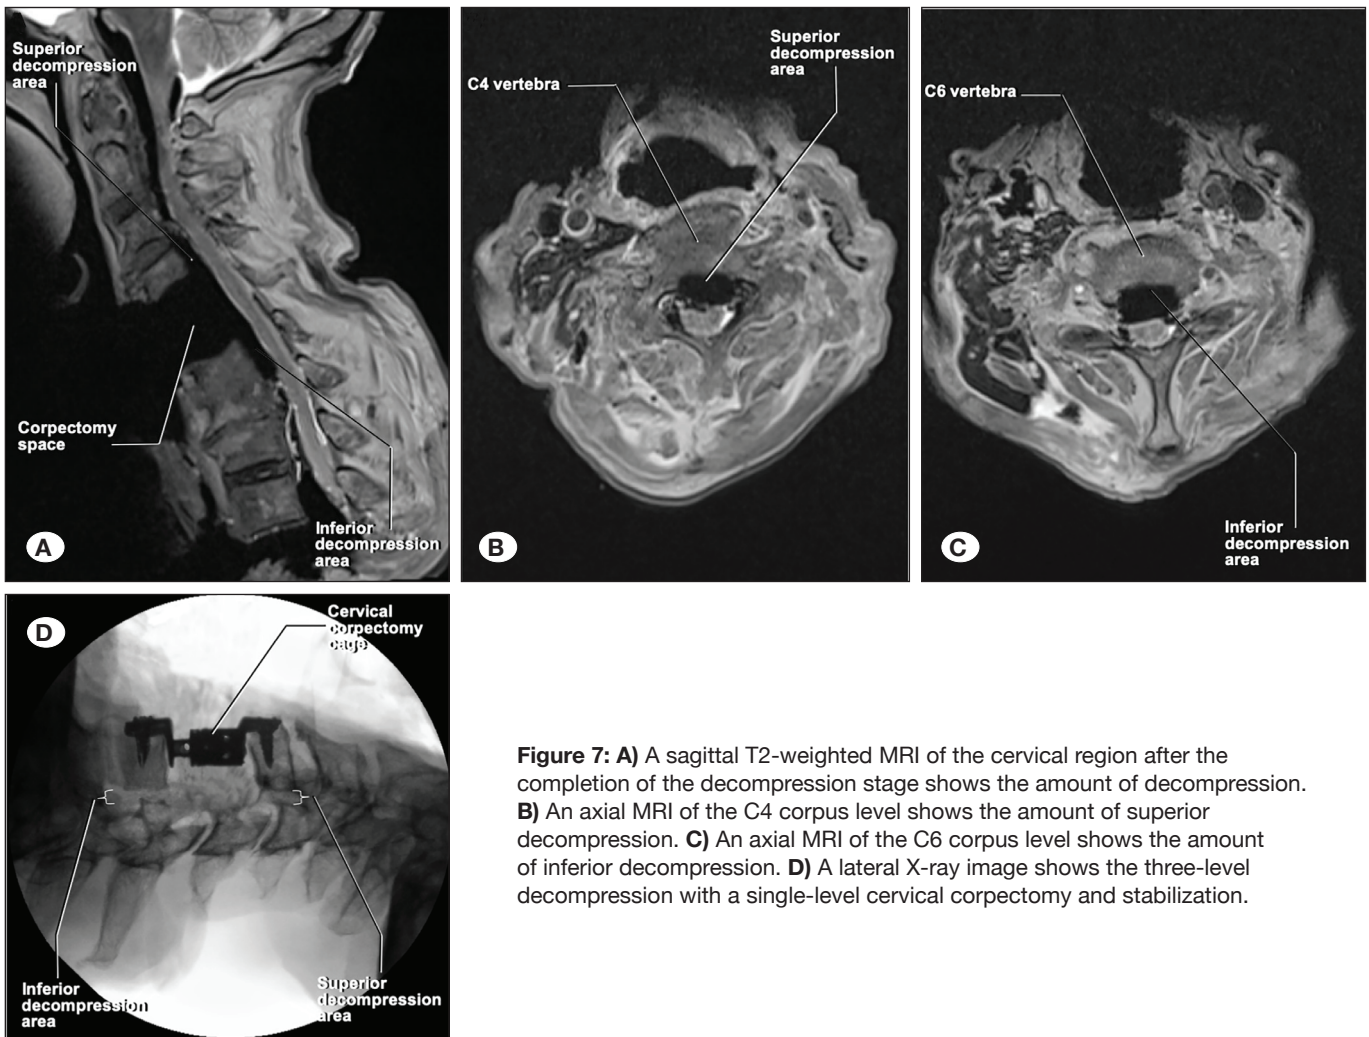 Superior
decompression
area
Corpectomy
space
Inferior
decompression
area
A
C4 vertebra
Superior
decompression
area
B
C6 vertebra
Inferior
decompression
area
C
D
Cervical
corpectomy
cage
Inferior
decompression
area
Superior
decompression
area
Figure 7: A) A sagittal T2-weighted MRI of the cervical region after the
completion of the decompression stage shows the amount of decompression.
B) An axial MRI of the C4 corpus level shows the amount of superior
decompression. C) An axial MRI of the C6 corpus level shows the amount
of inferior decompression. D) A lateral X-ray image shows the three-level
decompression with a single-level cervical corpectomy and stabilization.